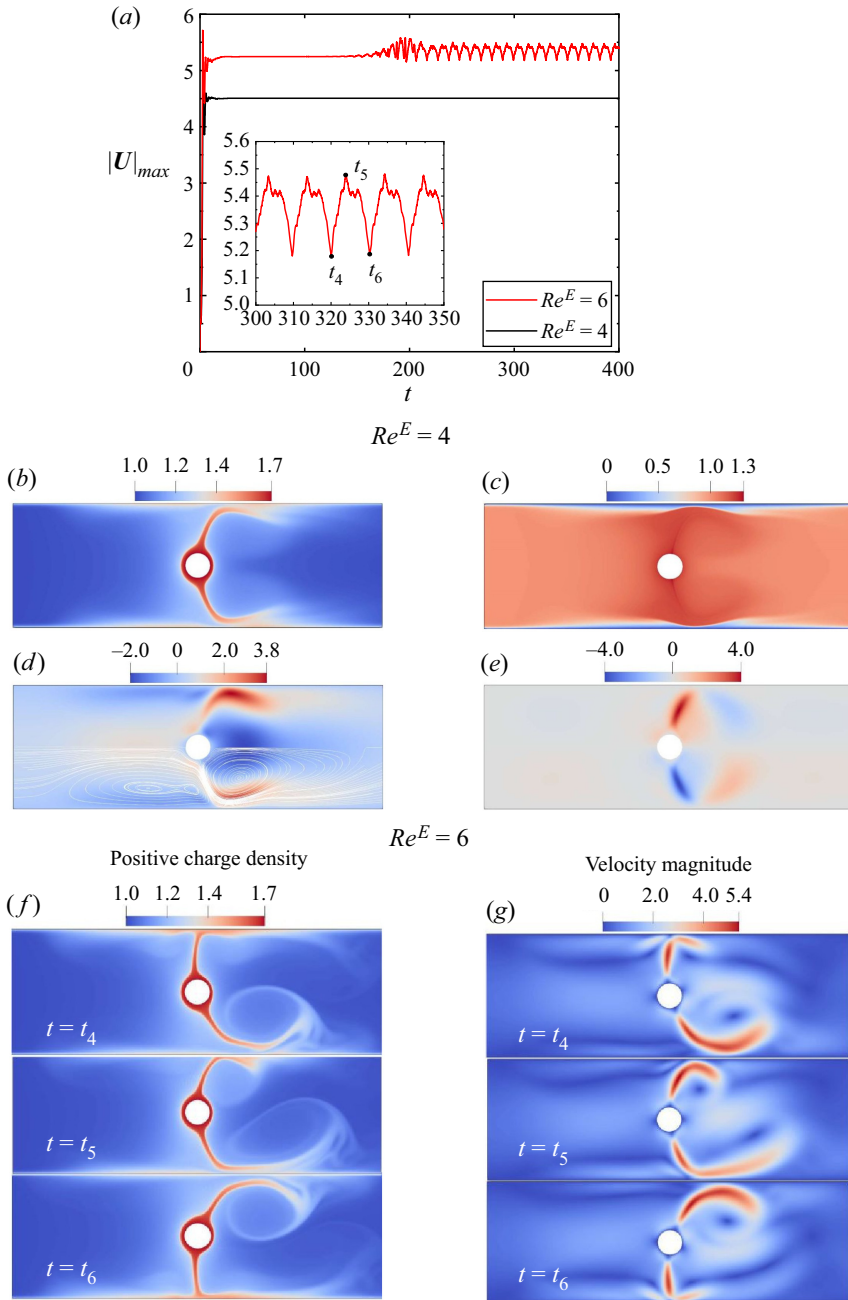 (a)
6
5
4
3
2
1
0
|U|max
100 200 300 400
t
5.6
5.5
5.4
5.3
5.2
5.1
5.0
300 310 320 330 340 350
t5
t4
t6
Re^E = 6
Re^E = 4
Re^E = 4
(b)
1.0 1.2 1.4 1.7
(c)
0 0.5 1.0 1.3
(d)
–2.0 0 2.0 3.8
(e)
–4.0 0 4.0
Re^E = 6
Positive charge density
(f)
1.0 1.2 1.4 1.7
t = t4
t = t5
t = t6
Velocity magnitude
(g)
0 2.0 4.0 5.4
t = t4
t = t5
t = t6